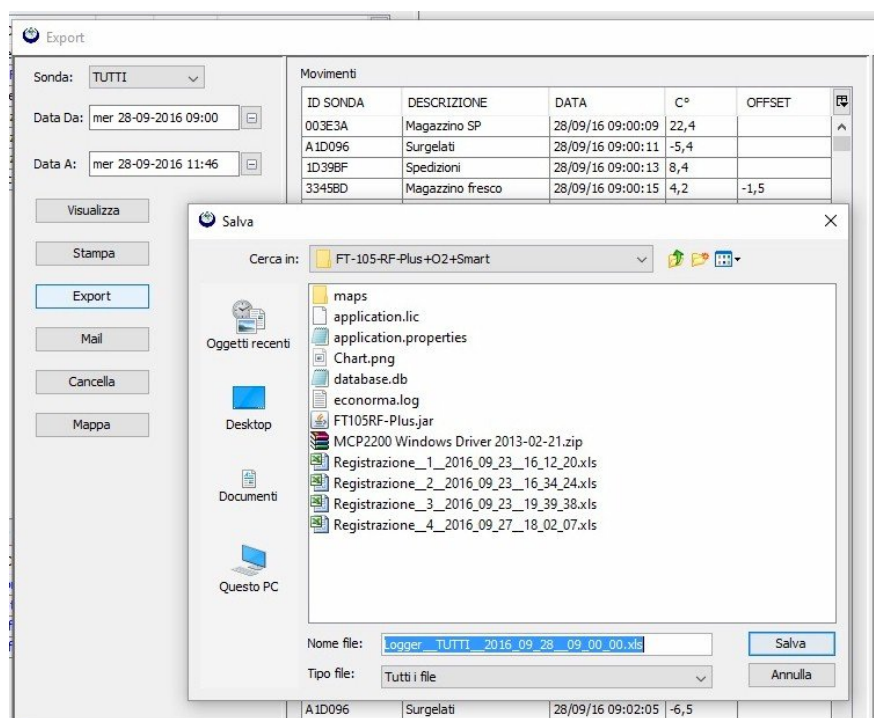 Export
Sonda: TUTTI
Data Da: mer 28-09-2016 09:00
Data A: mer 28-09-2016 11:46
Visualizza
Stampa
Export
Mail
Cancella
Mappa
Movimenti
ID SONDA DESCRIZIONE DATA C° OFFSET
003E3A Magazzino SP 28/09/16 09:00:09 22,4
A1D096 Surgelati 28/09/16 09:00:11 -5,4
1D39BF Spedizioni 28/09/16 09:00:13 8,4
3345BD Magazzino fresco 28/09/16 09:00:15 4,2 -1,5
Salva
Cerca in: FT-105-RF-Plus+O2+Smart
Oggetti recenti
Desktop
Documenti
Questo PC
maps
application.lic
application.properties
Chart.png
database.db
econorma.log
FT105RF-Plus.jar
MCP2200 Windows Driver 2013-02-21.zip
Registrazione__1__2016_09_23__16_12_20.xls
Registrazione__2__2016_09_23__16_34_24.xls
Registrazione__3__2016_09_23__19_39_38.xls
Registrazione__4__2016_09_27__18_02_07.xls
Nome file: Logger__TUTTI__2016_09_28__09_00_00.xls
Salva
Tipo file: Tutti i file
Annulla
A1D096 Surgelati 28/09/16 09:02:05 -6,5